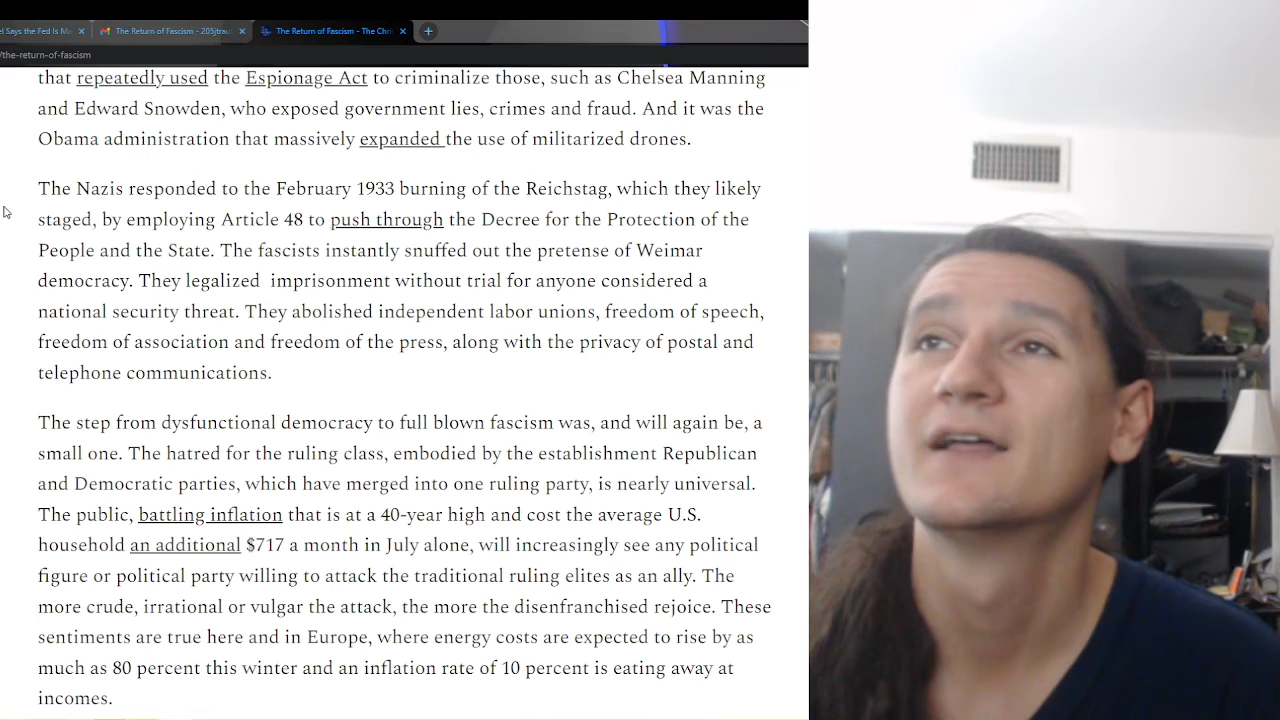 el Says the Fed Is Ma
The Return of Fascism - 205jtrau
The Return of Fascism - The Chri
/the-return-of-fascism
that repeatedly used the Espionage Act to criminalize those, such as Chelsea Manning
and Edward Snowden, who exposed government lies, crimes and fraud. And it was the
Obama administration that massively expanded the use of militarized drones.
The Nazis responded to the February 1933 burning of the Reichstag, which they likely
staged, by employing Article 48 to push through the Decree for the Protection of the
People and the State. The fascists instantly snuffed out the pretense of Weimar
democracy. They legalized imprisonment without trial for anyone considered a
national security threat. They abolished independent labor unions, freedom of speech,
freedom of association and freedom of the press, along with the privacy of postal and
telephone communications.
The step from dysfunctional democracy to full blown fascism was, and will again be, a
small one. The hatred for the ruling class, embodied by the establishment Republican
and Democratic parties, which have merged into one ruling party, is nearly universal.
The public, battling inflation that is at a 40-year high and cost the average U.S.
household an additional $717 a month in July alone, will increasingly see any political
figure or political party willing to attack the traditional ruling elites as an ally. The
more crude, irrational or vulgar the attack, the more the disenfranchised rejoice. These
sentiments are true here and in Europe, where energy costs are expected to rise by as
much as 80 percent this winter and an inflation rate of 10 percent is eating away at
incomes.